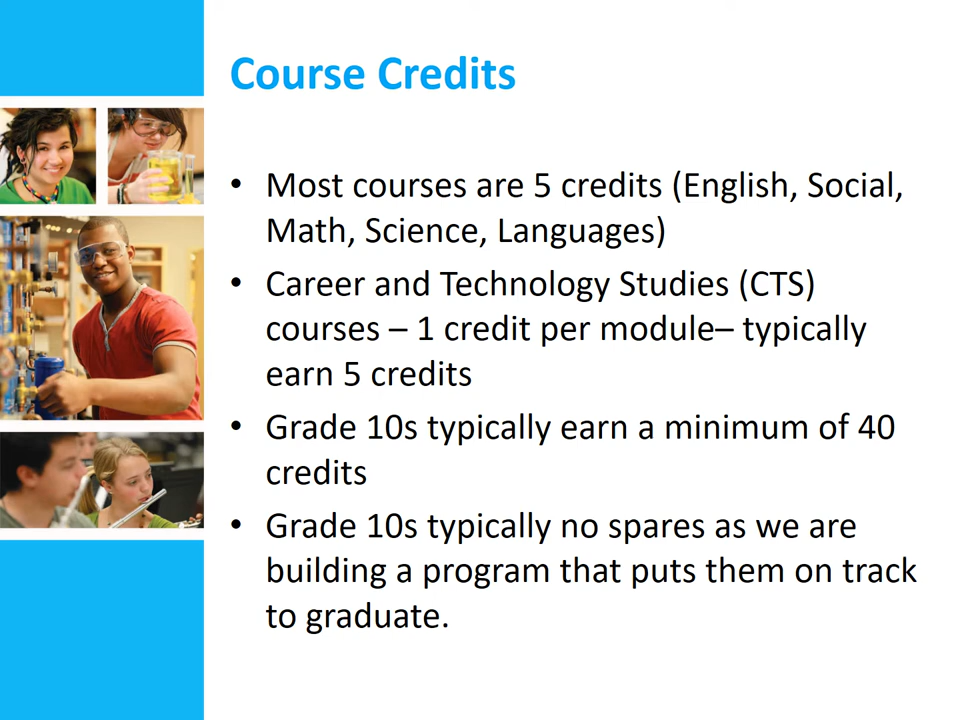 Course Credits
• Most courses are 5 credits (English, Social,
Math, Science, Languages)
• Career and Technology Studies (CTS)
courses – 1 credit per module– typically
earn 5 credits
• Grade 10s typically earn a minimum of 40
credits
• Grade 10s typically no spares as we are
building a program that puts them on track
to graduate.